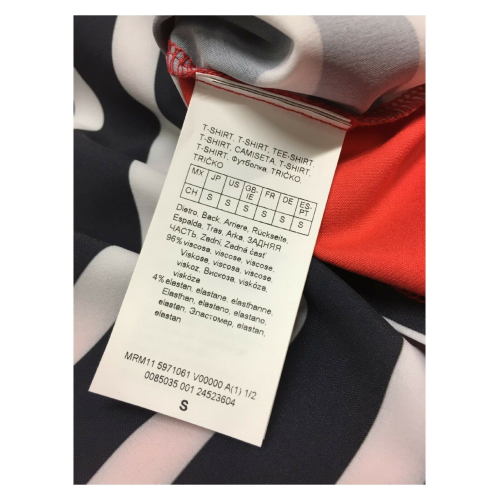 T-SHIRT, T-SHIRT, TEE-SHIRT
T-SHIRT, CAMISETA, T-SHIRT,
T-SHIRT, Футболка, TRIČKO,
TRIČKO
MX JP US GB-IE FR DE ES-PT
CH S S S S S S
Dietro, Back, Arriere, Rückseite,
Espalda, Tras, Arka, ЗАДНЯЯ
ЧАСТЬ, Zadní, Zadná časť
96% viscosa, viscose, viscose,
Viskose, viscosa, viscose,
viskóz, Вискоза, viskóza,
viskóza
4% elastan, elastane, elasthanne,
Elasthan, elastano, elastano,
elastan, Эластомер, elastan,
elastan
MRM11 5971061 V00000 A(1) 1/2
0085035 001 24523604
S